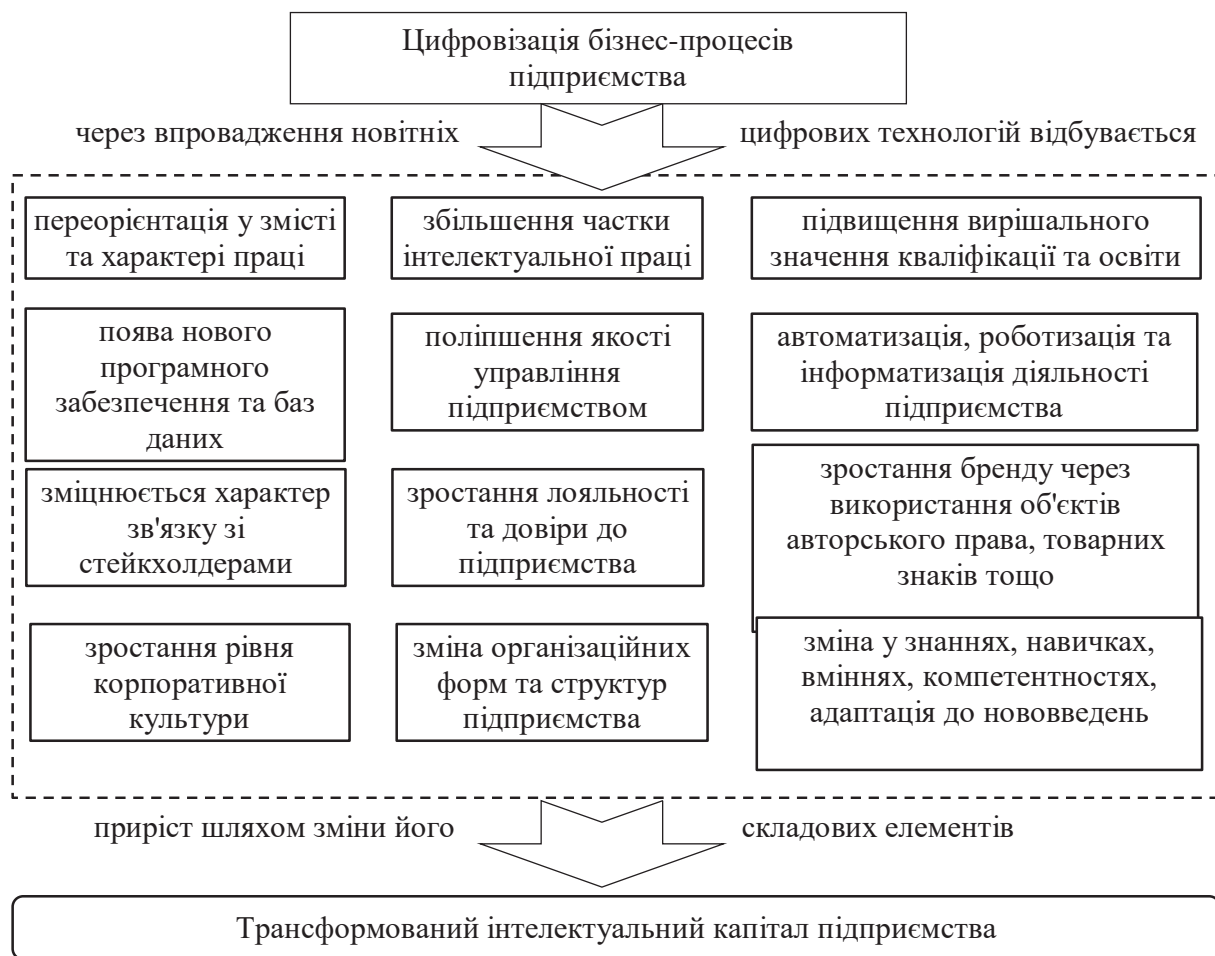 Цифровізація бізнес-процесів
підприємства
через впровадження новітніх
цифрових технологій відбувається
переорієнтація у змісті
та характері праці
збільшення частки
інтелектуальної праці
підвищення вирішального
значення кваліфікації та освіти
поява нового
програмного
забезпечення та баз
даних
поліпшення якості
управління
підприємством
автоматизація, роботизація та
інформатизація діяльності
підприємства
зміцнюється характер
зв'язку зі
стейкхолдерами
зростання лояльності
та довіри до
підприємства
зростання бренду через
використання об'єктів
авторського права, товарних
знаків тощо
зростання рівня
корпоративної
культури
зміна організаційних
форм та структур
підприємства
зміна у знаннях, навичках,
вміннях, компетентностях,
адаптація до нововведень
приріст шляхом зміни його
складових елементів
Трансформований інтелектуальний капітал підприємства